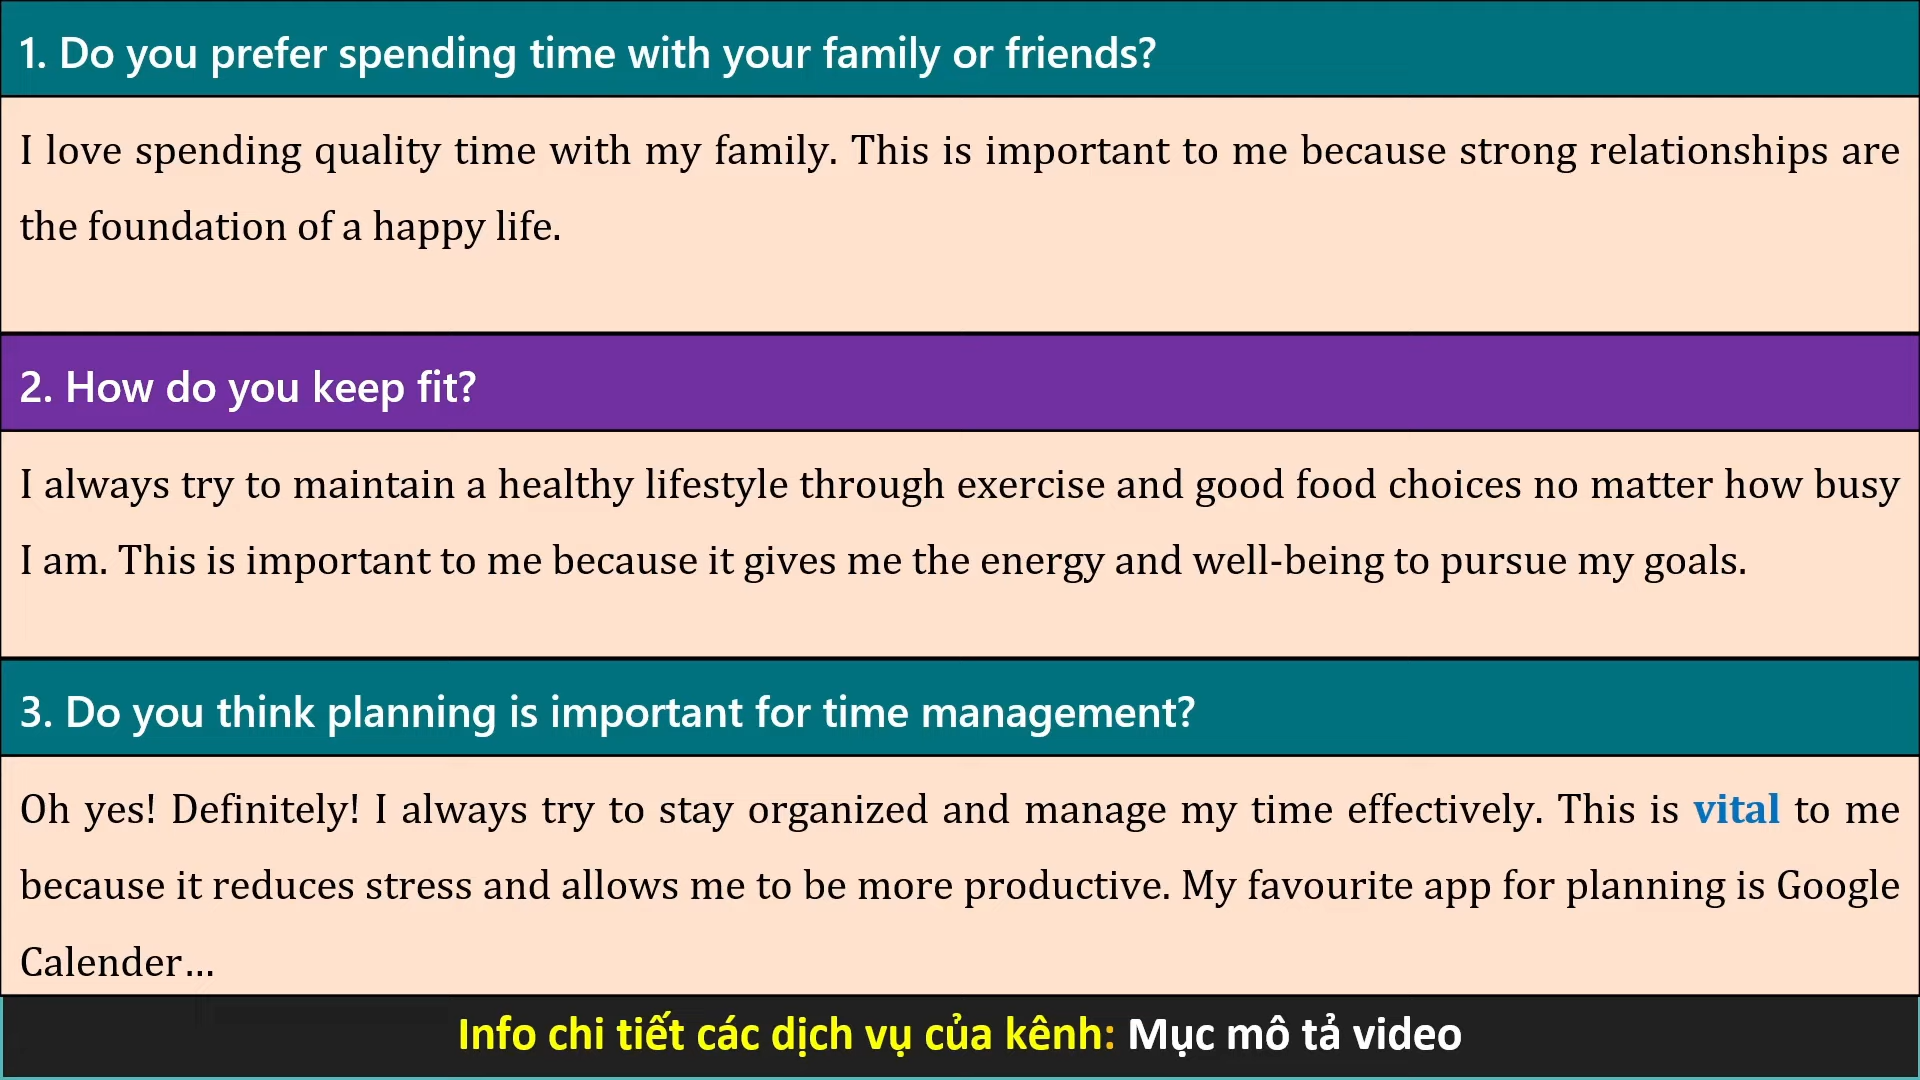 1. Do you prefer spending time with your family or friends?
I love spending quality time with my family. This is important to me because strong relationships are
the foundation of a happy life.
2. How do you keep fit?
I always try to maintain a healthy lifestyle through exercise and good food choices no matter how busy
I am. This is important to me because it gives me the energy and well-being to pursue my goals.
3. Do you think planning is important for time management?
Oh yes! Definitely! I always try to stay organized and manage my time effectively. This is vital to me
because it reduces stress and allows me to be more productive. My favourite app for planning is Google
Calender…
Info chi tiết các dịch vụ của kênh: Mục mô tả video